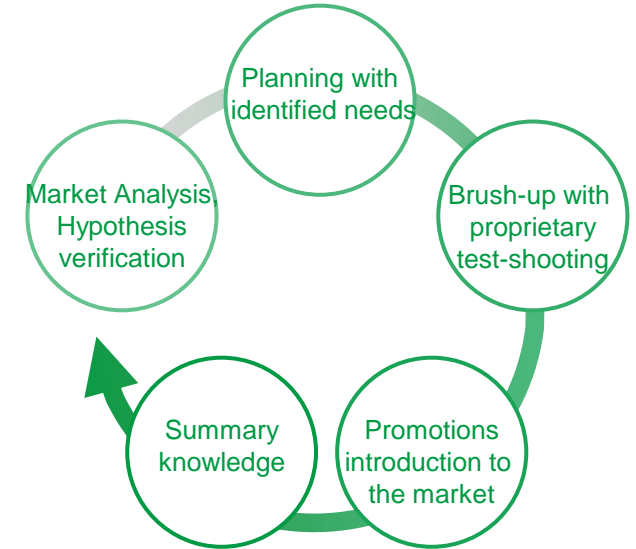 Planning with
identified needs
Market Analysis,
Hypothesis
verification
Brush-up with
proprietary
test-shooting
Summary
knowledge
Promotions
introduction to
the market